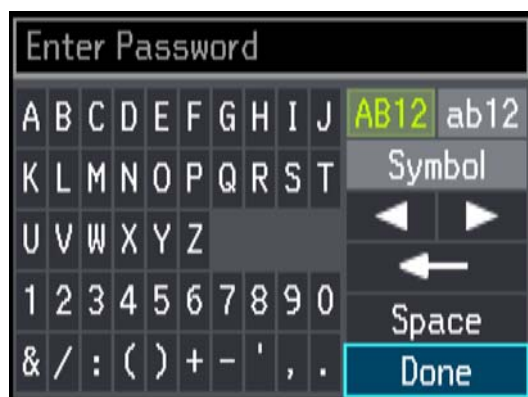 Enter Password
A B C D E F G H I J AB12 ab12
K L M N O P Q R S T Symbol
U V W X Y Z
1 2 3 4 5 6 7 8 9 0 Space
& / : ( ) + - ' , . Done